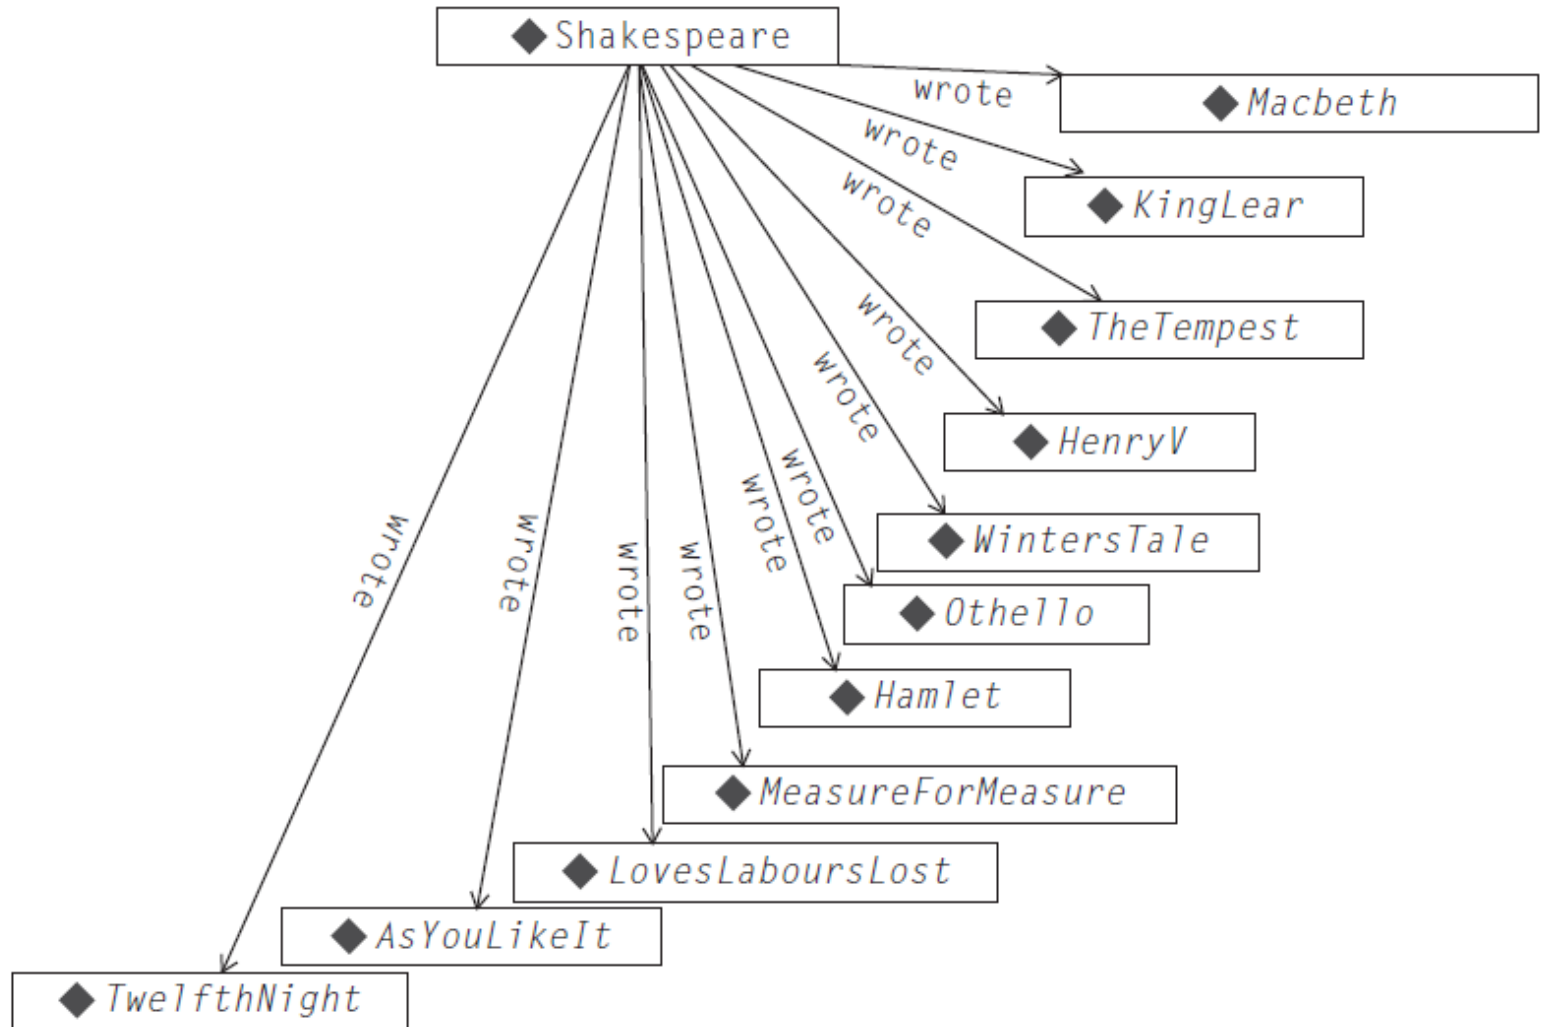 Shakespeare
wrote
Macbeth
wrote
KingLear
wrote
TheTempest
wrote
HenryV
wrote
WintersTale
wrote
Othello
wrote
Hamlet
wrote
MeasureForMeasure
wrote
LovesLaboursLost
wrote
AsYouLikeIt
wrote
TwelfthNight